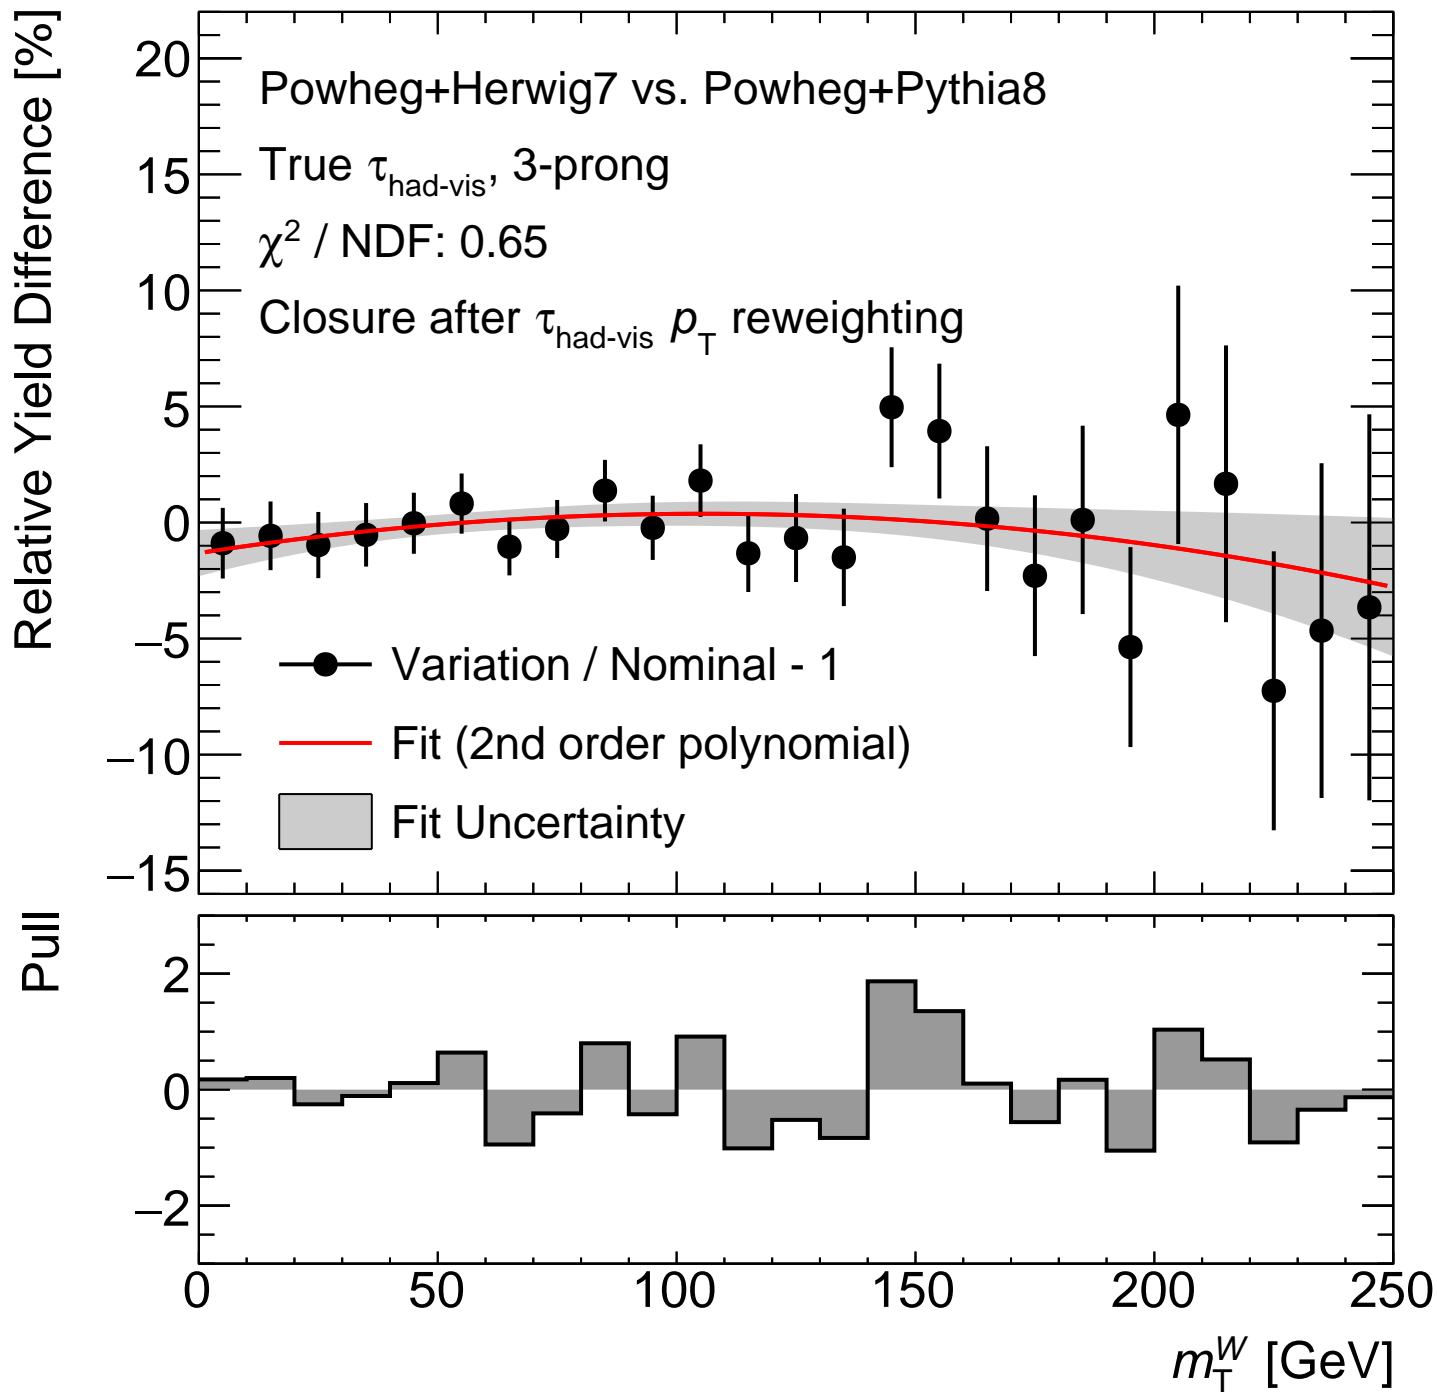 Relative Yield Difference [%]
20
15
10
5
0
−5
−10
−15
Powheg+Herwig7 vs. Powheg+Pythia8
True τhad-vis, 3-prong
χ² / NDF: 0.65
Closure after τhad-vis pT reweighting
Variation / Nominal - 1
Fit (2nd order polynomial)
Fit Uncertainty
Pull
2
0
−2
0 50 100 150 200 250
mTW [GeV]